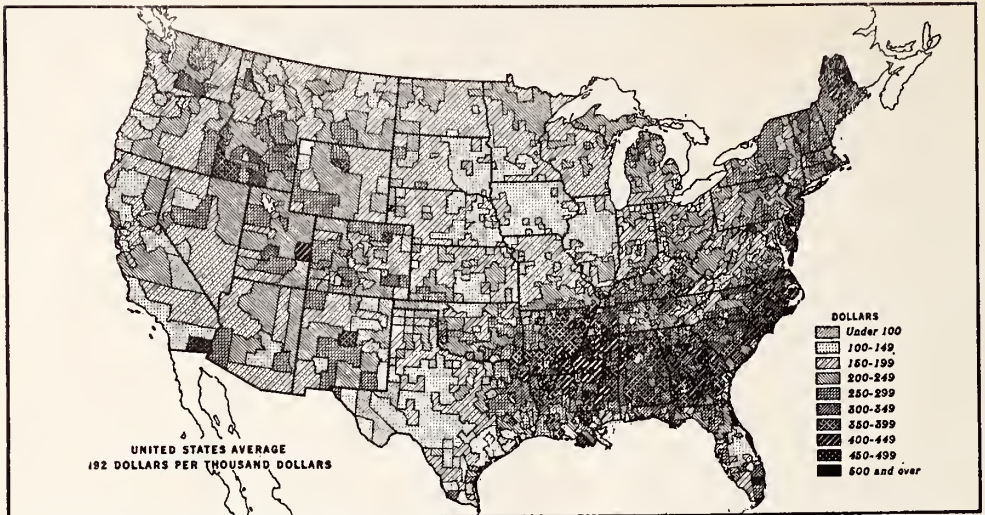 DOLLARS
Under 100
100-149
150-199
200-249
250-299
300-349
350-399
400-449
450-499
500 and over
UNITED STATES AVERAGE
192 DOLLARS PER THOUSAND DOLLARS